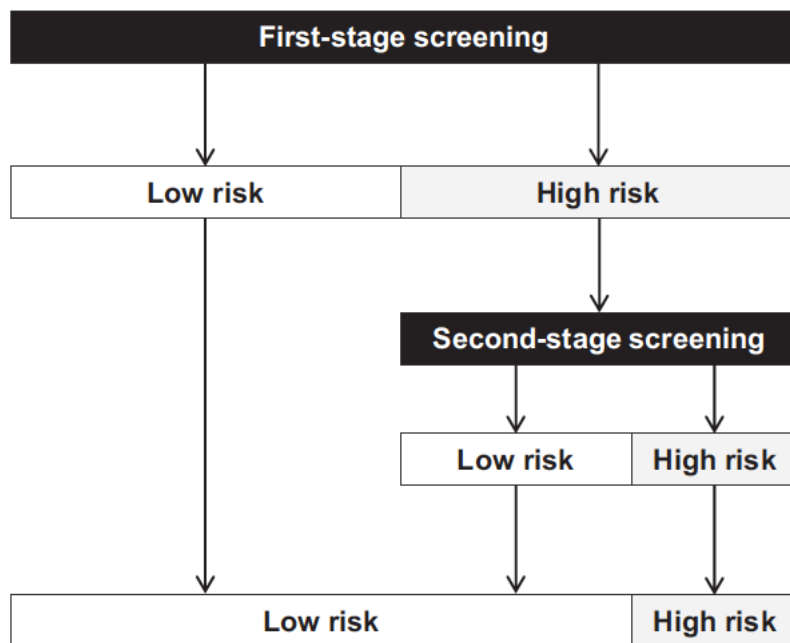 First-stage screening
Low risk
High risk
Second-stage screening
Low risk
High risk
Low risk
High risk